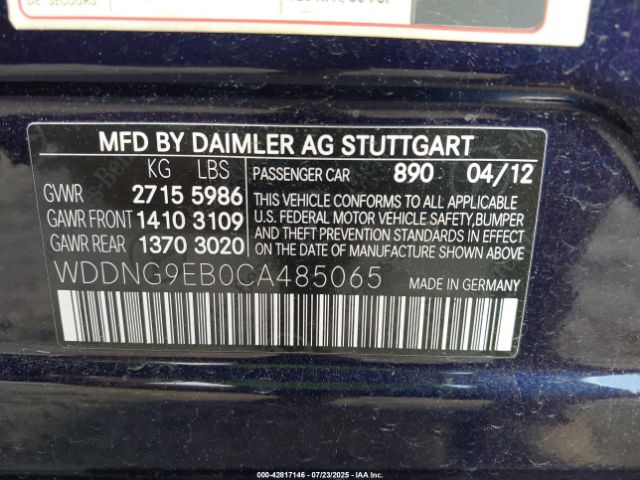 DE SECOURS
MFD BY DAIMLER AG STUTTGART
KG LBS PASSENGER CAR 890 04/12
GVWR 2715 5986
GAWR FRONT 1410 3109
GAWR REAR 1370 3020
THIS VEHICLE CONFORMS TO ALL APPLICABLE
U.S. FEDERAL MOTOR VEHICLE SAFETY,BUMPER
AND THEFT PREVENTION STANDARDS IN EFFECT
ON THE DATE OF MANUFACTURE SHOWN ABOVE.
WDDNG9EB0CA485065
MADE IN GERMANY
© 2025 - 42817146 - 07/23/2025 - IAA Inc.